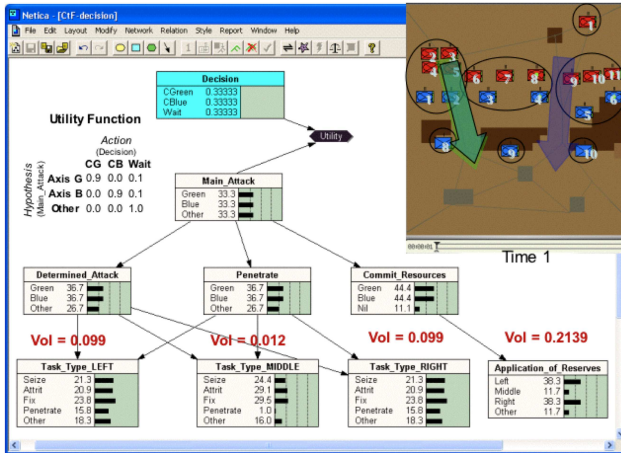 Netica - [CtF-decision]
File Edit Layout Modify Network Relation Style Report Window Help
Decision
CGreen 0.33333
CBlue 0.33333
Wait 0.33333
Utility
Utility Function
Action
(Decision)
CG CB Wait
Hypothesis
(Main_Attack)
Axis G 0.9 0.0 0.1
Axis B 0.0 0.9 0.1
Other 0.0 0.0 1.0
Main_Attack
Green 33.3
Blue 33.3
Other 33.3
Time 1
Determined_Attack
Green 36.7
Blue 36.7
Other 26.7
Penetrate
Green 36.7
Blue 36.7
Other 26.7
Commit_Resources
Green 44.4
Blue 44.4
Nil 11.1
VoI = 0.099
VoI = 0.012
VoI = 0.099
VoI = 0.2139
Task_Type_LEFT
Seize 21.3
Attrit 20.9
Fix 23.8
Penetrate 15.8
Other 18.3
Task_Type_MIDDLE
Seize 24.4
Attrit 29.1
Fix 29.5
Penetrate 1.0
Other 16.0
Task_Type_RIGHT
Seize 21.3
Attrit 20.9
Fix 23.8
Penetrate 15.8
Other 18.3
Application_of_Reserves
Left 38.3
Middle 11.7
Right 38.3
Other 11.7